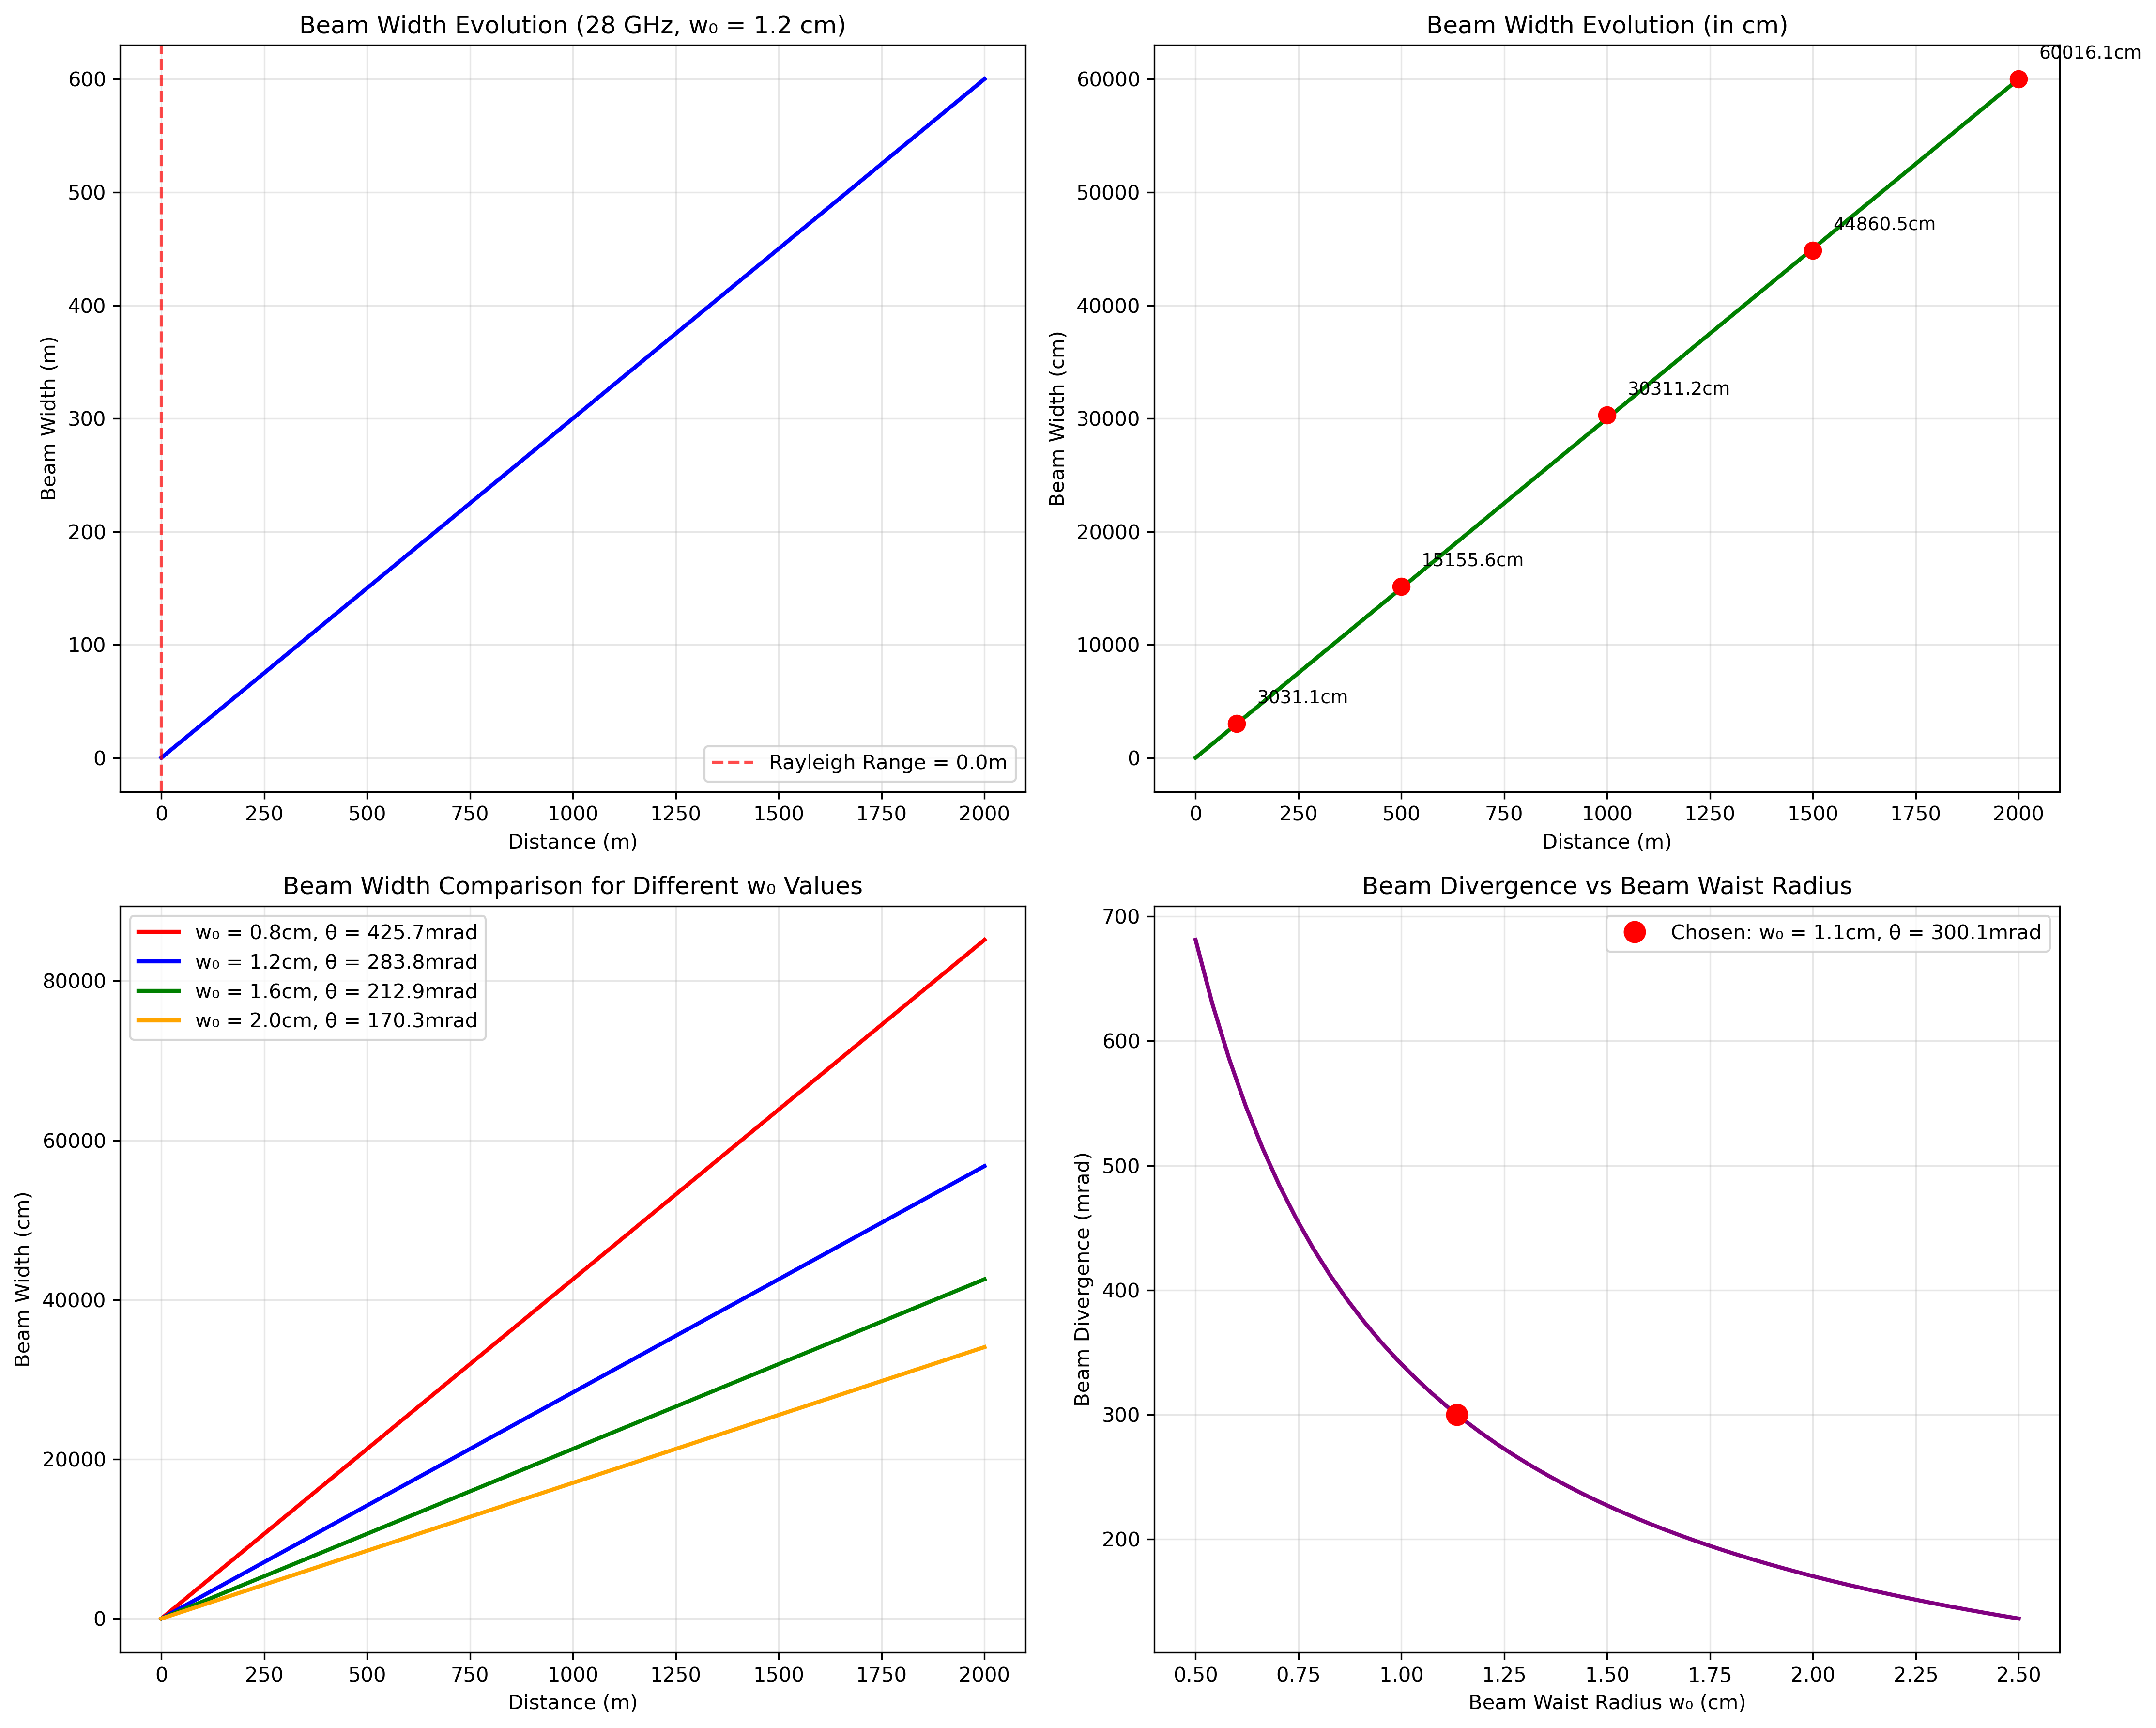 Beam Width Evolution (28 GHz, w₀ = 1.2 cm)
600
500
400
300
200
100
0
Beam Width (m)
Rayleigh Range = 0.0m
0 250 500 750 1000 1250 1500 1750 2000
Distance (m)
Beam Width Evolution (in cm)
60016.1cm
44860.5cm
30311.2cm
15155.6cm
3031.1cm
60000
50000
40000
30000
20000
10000
0
Beam Width (cm)
0 250 500 750 1000 1250 1500 1750 2000
Distance (m)
Beam Width Comparison for Different w₀ Values
w₀ = 0.8cm, θ = 425.7mrad
w₀ = 1.2cm, θ = 283.8mrad
w₀ = 1.6cm, θ = 212.9mrad
w₀ = 2.0cm, θ = 170.3mrad
80000
60000
40000
20000
0
Beam Width (cm)
0 250 500 750 1000 1250 1500 1750 2000
Distance (m)
Beam Divergence vs Beam Waist Radius
Chosen: w₀ = 1.1cm, θ = 300.1mrad
700
600
500
400
300
200
Beam Divergence (mrad)
0.50 0.75 1.00 1.25 1.50 1.75 2.00 2.25 2.50
Beam Waist Radius w₀ (cm)